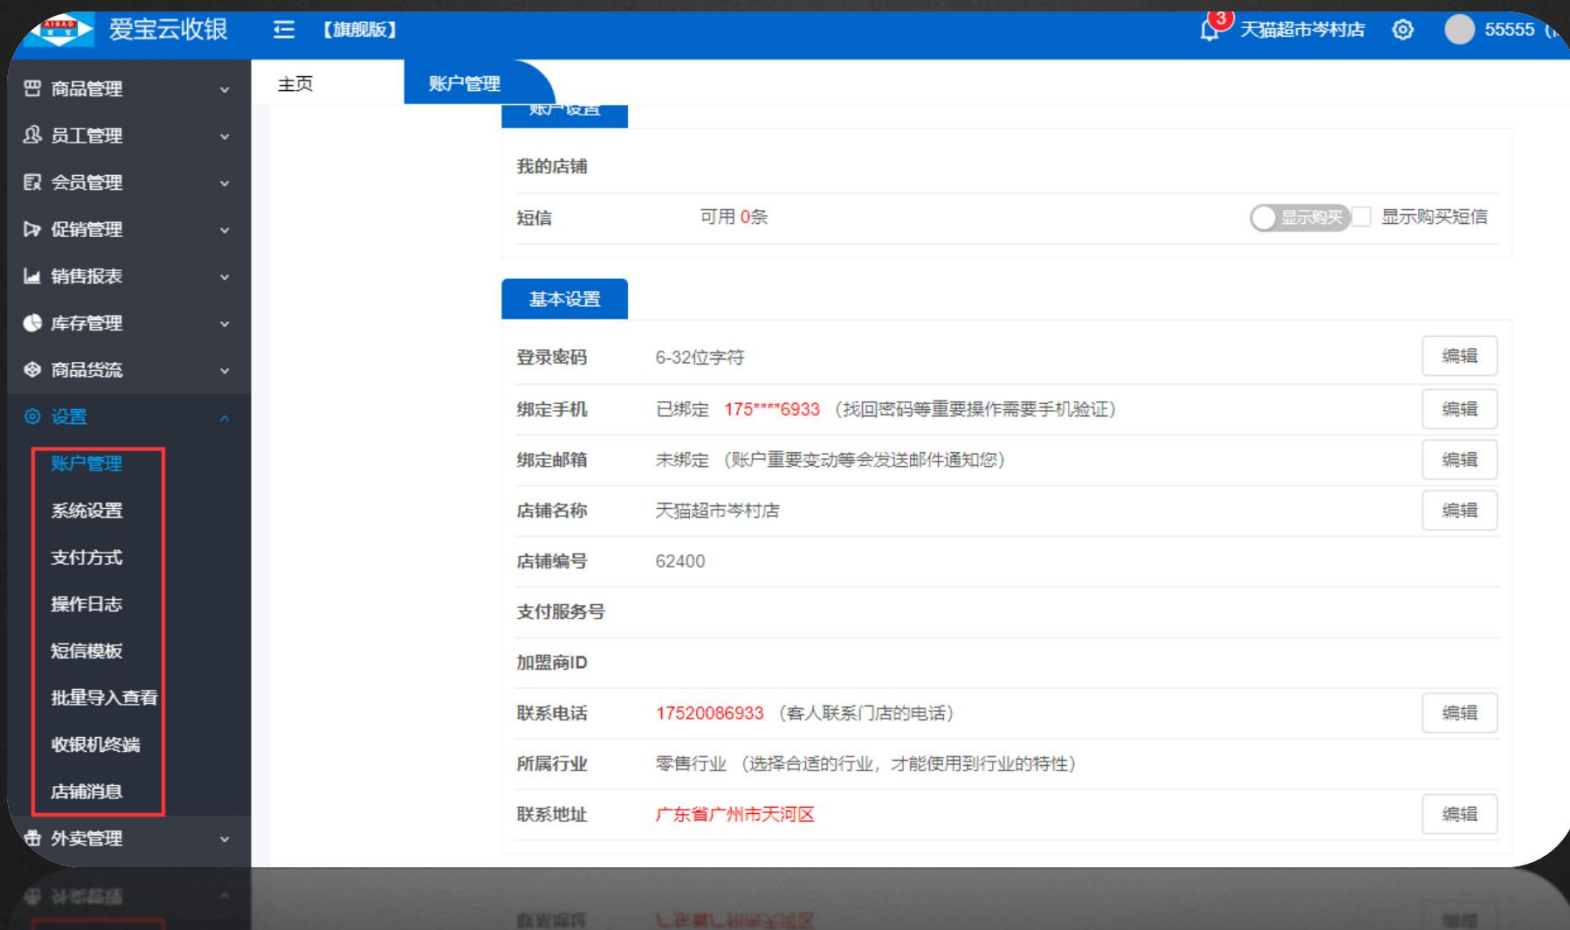 AIBAO
爱宝
爱宝云收银
【旗舰版】
3
天猫超市岑村店
55555
商品管理
员工管理
会员管理
促销管理
销售报表
库存管理
商品货流
设置
账户管理
系统设置
支付方式
操作日志
短信模板
批量导入查看
收银机终端
店铺消息
外卖管理
主页
账户管理
账户设置
我的店铺
短信 可用 0条 显示购买 显示购买短信
基本设置
登录密码 6-32位字符 编辑
绑定手机 已绑定 175****6933 （找回密码等重要操作需要手机验证） 编辑
绑定邮箱 未绑定 （账户重要变动等会发送邮件通知您） 编辑
店铺名称 天猫超市岑村店 编辑
店铺编号 62400
支付服务号
加盟商ID
联系电话 17520086933 （客人联系门店的电话） 编辑
所属行业 零售行业 （选择合适的行业，才能使用到行业的特性）
联系地址 广东省广州市天河区 编辑